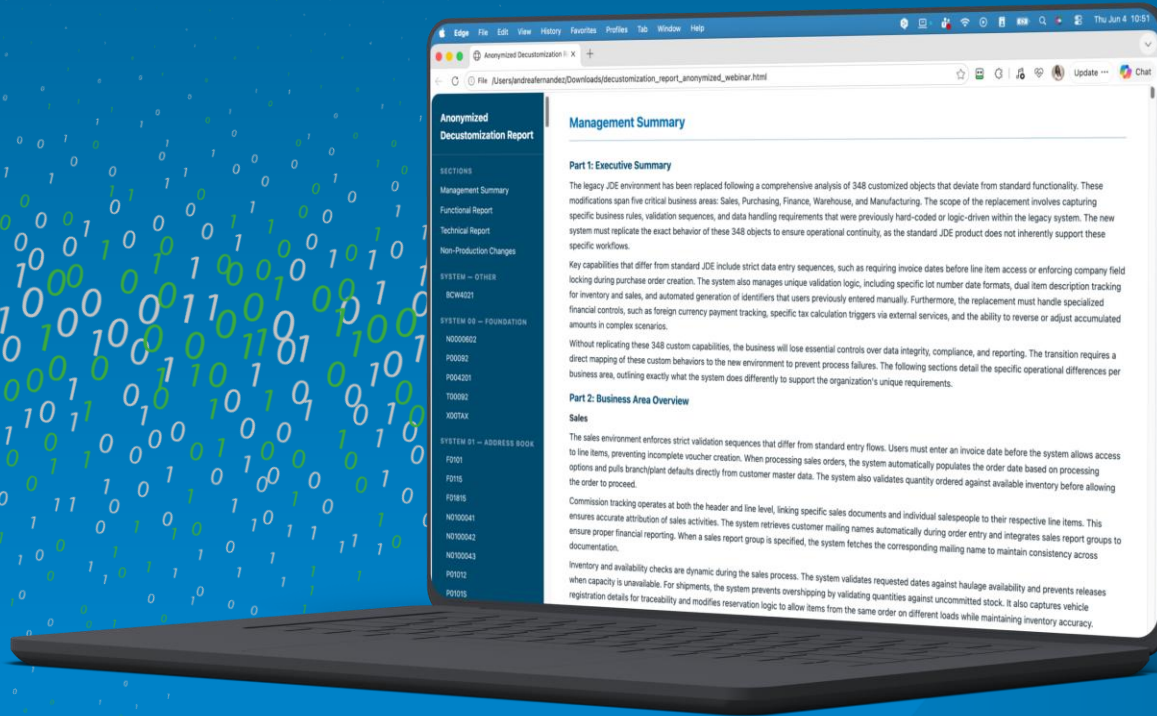 Edge File Edit View History Favorites Profiles Tab Window Help
Thu Jun 4 10:51
Anonymized Decustomization R
File /Users/andreafernandez/Downloads/decustomization_report_anonymized_webinar.html
Update
Chat
Anonymized
Decustomization Report
SECTIONS
Management Summary
Functional Report
Technical Report
Non-Production Changes
SYSTEM — OTHER
BCW4021
SYSTEM 00 — FOUNDATION
N0000602
P00092
P004201
T00092
X00TAX
SYSTEM 01 — ADDRESS BOOK
F0101
F0115
F01815
N0100041
N0100042
N0100043
P01012
P01015
Management Summary
Part 1: Executive Summary
The legacy JDE environment has been replaced following a comprehensive analysis of 348 customized objects that deviate from standard functionality. These
modifications span five critical business areas: Sales, Purchasing, Finance, Warehouse, and Manufacturing. The scope of the replacement involves capturing
specific business rules, validation sequences, and data handling requirements that were previously hard-coded or logic-driven within the legacy system. The new
system must replicate the exact behavior of these 348 objects to ensure operational continuity, as the standard JDE product does not inherently support these
specific workflows.
Key capabilities that differ from standard JDE include strict data entry sequences, such as requiring invoice dates before line item access or enforcing company field
locking during purchase order creation. The system also manages unique validation logic, including specific lot number date formats, dual item description tracking
for inventory and sales, and automated generation of identifiers that users previously entered manually. Furthermore, the replacement must handle specialized
financial controls, such as foreign currency payment tracking, specific tax calculation triggers via external services, and the ability to reverse or adjust accumulated
amounts in complex scenarios.
Without replicating these 348 custom capabilities, the business will lose essential controls over data integrity, compliance, and reporting. The transition requires a
direct mapping of these custom behaviors to the new environment to prevent process failures. The following sections detail the specific operational differences per
business area, outlining exactly what the system does differently to support the organization's unique requirements.
Part 2: Business Area Overview
Sales
The sales environment enforces strict validation sequences that differ from standard entry flows. Users must enter an invoice date before the system allows access
to line items, preventing incomplete voucher creation. When processing sales orders, the system automatically populates the order date based on processing
options and pulls branch/plant defaults directly from customer master data. The system also validates quantity ordered against available inventory before allowing
the order to proceed.
Commission tracking operates at both the header and line level, linking specific sales documents and individual salespeople to their respective line items. This
ensures accurate attribution of sales activities. The system retrieves customer mailing names automatically during order entry and integrates sales report groups to
ensure proper financial reporting. When a sales report group is specified, the system fetches the corresponding mailing name to maintain consistency across
documentation.
Inventory and availability checks are dynamic during the sales process. The system validates requested dates against haulage availability and prevents releases
when capacity is unavailable. For shipments, the system prevents overshipping by validating quantities against uncommitted stock. It also captures vehicle
registration details for traceability and modifies reservation logic to allow items from the same order on different loads while maintaining inventory accuracy.